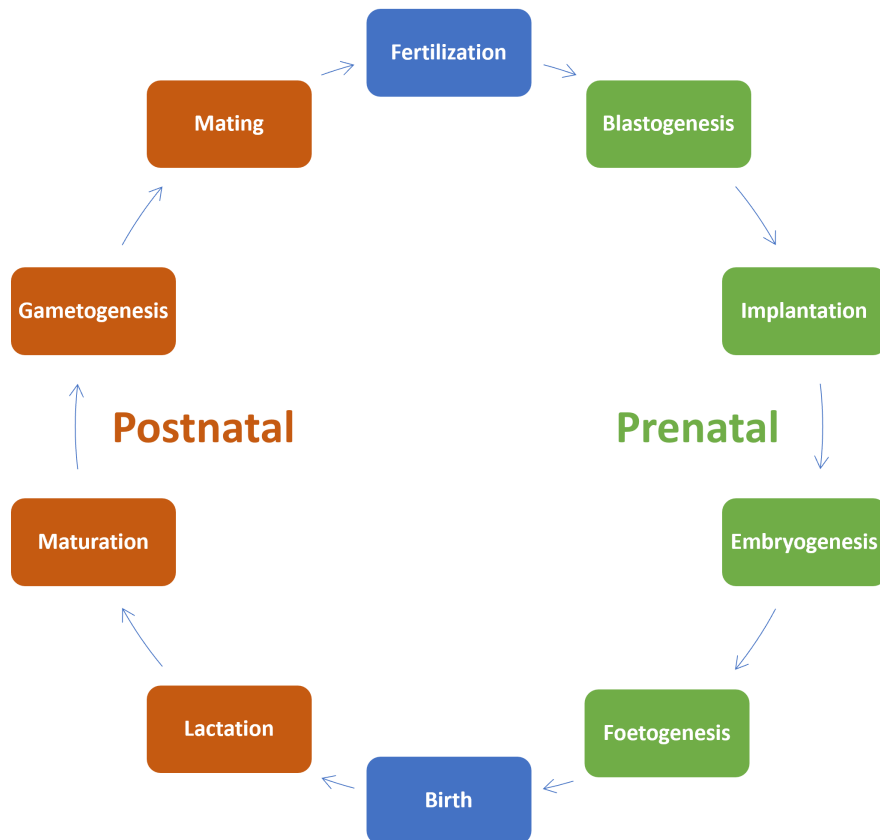 Fertilization
Mating
Blastogenesis
Gametogenesis
Implantation
Postnatal
Prenatal
Maturation
Embryogenesis
Lactation
Foetogenesis
Birth